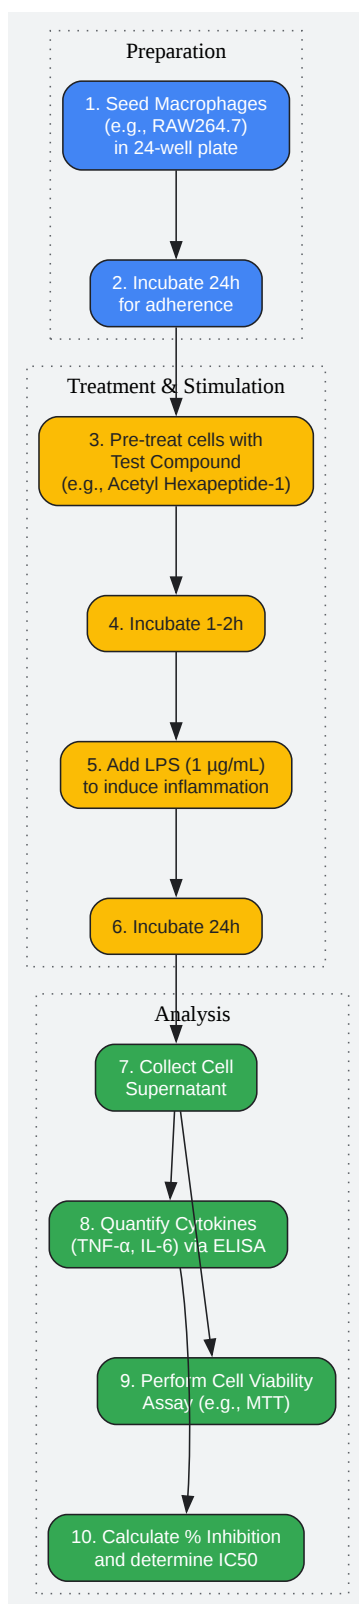 Preparation
1. Seed Macrophages
(e.g., RAW264.7)
in 24-well plate
2. Incubate 24h
for adherence
Treatment & Stimulation
3. Pre-treat cells with
Test Compound
(e.g., Acetyl Hexapeptide-1)
4. Incubate 1-2h
5. Add LPS (1 µg/mL)
to induce inflammation
6. Incubate 24h
Analysis
7. Collect Cell
Supernatant
8. Quantify Cytokines
(TNF-α, IL-6) via ELISA
9. Perform Cell Viability
Assay (e.g., MTT)
10. Calculate % Inhibition
and determine IC50